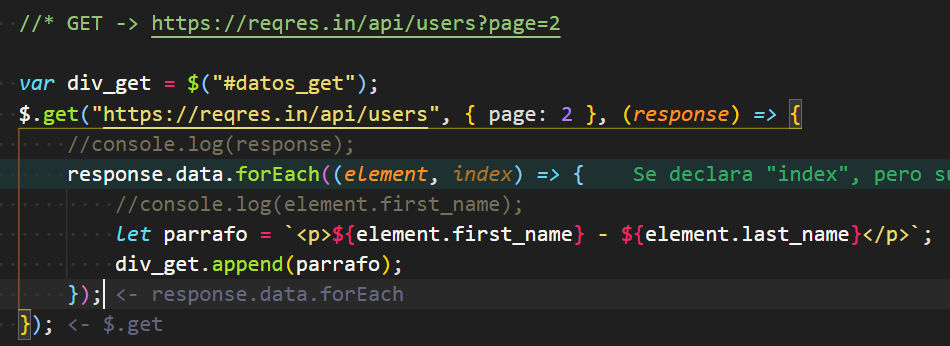 //* GET -> https://reqres.in/api/users?page=2
var div_get = $("#datos_get");
$.get("https://reqres.in/api/users", { page: 2 }, (response) => {
//console.log(response);
response.data.forEach((element, index) => { Se declara "index", pero su
//console.log(element.first_name);
let parrafo = `<p>${element.first_name} - ${element.last_name}</p>`;
div_get.append(parrafo);
}); <- response.data.forEach
}); <- $.get